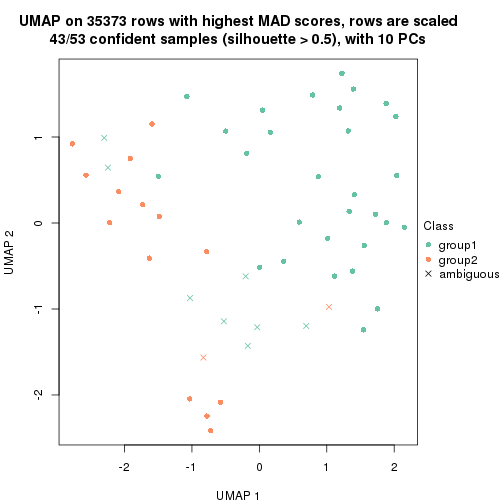 UMAP on 35373 rows with highest MAD scores, rows are scaled
43/53 confident samples (silhouette > 0.5), with 10 PCs
1
0
-1
-2
UMAP 2
-2
-1
0
1
2
UMAP 1
Class
group1
group2
ambiguous